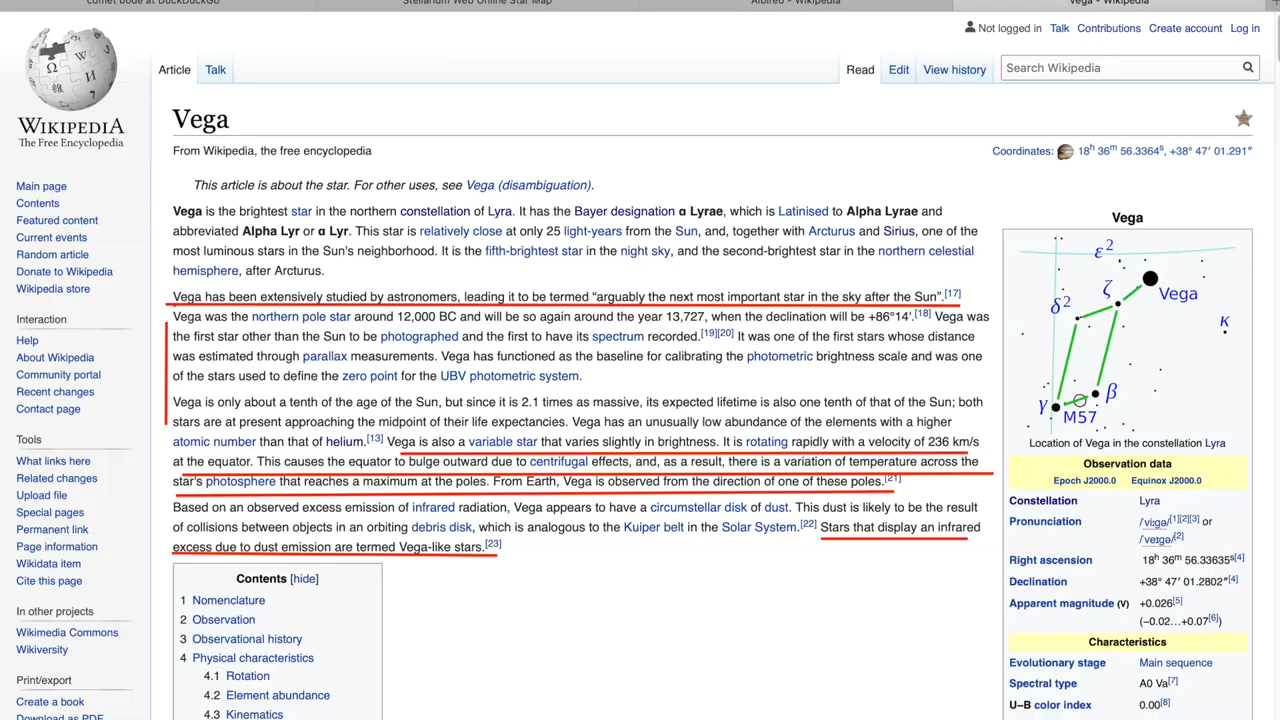 comet bode at DuckDuckGo
Stellarium Web Online Star Map
Albireo - Wikipedia
Vega - Wikipedia
Not logged in Talk Contributions Create account Log in
Article Talk
Read Edit View history
Search Wikipedia
WIKIPEDIA
The Free Encyclopedia
Main page
Contents
Featured content
Current events
Random article
Donate to Wikipedia
Wikipedia store
Interaction
Help
About Wikipedia
Community portal
Recent changes
Contact page
Tools
What links here
Related changes
Upload file
Special pages
Permanent link
Page information
Wikidata item
Cite this page
In other projects
Wikimedia Commons
Wikiversity
Print/export
Create a book
Download as PDF
Vega
From Wikipedia, the free encyclopedia
Coordinates: 18h 36m 56.3364s, +38° 47′ 01.291″
This article is about the star. For other uses, see Vega (disambiguation).
Vega is the brightest star in the northern constellation of Lyra. It has the Bayer designation α Lyrae, which is Latinised to Alpha Lyrae and
abbreviated Alpha Lyr or α Lyr. This star is relatively close at only 25 light-years from the Sun, and, together with Arcturus and Sirius, one of the
most luminous stars in the Sun's neighborhood. It is the fifth-brightest star in the night sky, and the second-brightest star in the northern celestial
hemisphere, after Arcturus.
Vega has been extensively studied by astronomers, leading it to be termed “arguably the next most important star in the sky after the Sun”.[17]
Vega was the northern pole star around 12,000 BC and will be so again around the year 13,727, when the declination will be +86°14'.[18] Vega was
the first star other than the Sun to be photographed and the first to have its spectrum recorded.[19][20] It was one of the first stars whose distance
was estimated through parallax measurements. Vega has functioned as the baseline for calibrating the photometric brightness scale and was one
of the stars used to define the zero point for the UBV photometric system.
Vega is only about a tenth of the age of the Sun, but since it is 2.1 times as massive, its expected lifetime is also one tenth of that of the Sun; both
stars are at present approaching the midpoint of their life expectancies. Vega has an unusually low abundance of the elements with a higher
atomic number than that of helium.[13] Vega is also a variable star that varies slightly in brightness. It is rotating rapidly with a velocity of 236 km/s
at the equator. This causes the equator to bulge outward due to centrifugal effects, and, as a result, there is a variation of temperature across the
star's photosphere that reaches a maximum at the poles. From Earth, Vega is observed from the direction of one of these poles.[21]
Based on an observed excess emission of infrared radiation, Vega appears to have a circumstellar disk of dust. This dust is likely to be the result
of collisions between objects in an orbiting debris disk, which is analogous to the Kuiper belt in the Solar System.[22] Stars that display an infrared
excess due to dust emission are termed Vega-like stars.[23]
Contents [hide]
1 Nomenclature
2 Observation
3 Observational history
4 Physical characteristics
4.1 Rotation
4.2 Element abundance
4.3 Kinematics
Vega
ε2
Vega
ζ
δ2
κ
β
γ
M57
Location of Vega in the constellation Lyra
Observation data
Epoch J2000.0 Equinox J2000.0
Constellation Lyra
Pronunciation /ˈviːɡə/[1][2][3] or
/ˈveɪɡə/[2]
Right ascension 18h 36m 56.33635s[4]
Declination +38° 47′ 01.2802″[4]
Apparent magnitude (V) +0.026[5]
(−0.02…+0.07[6])
Characteristics
Evolutionary stage Main sequence
Spectral type A0 Va[7]
U−B color index 0.00[8]